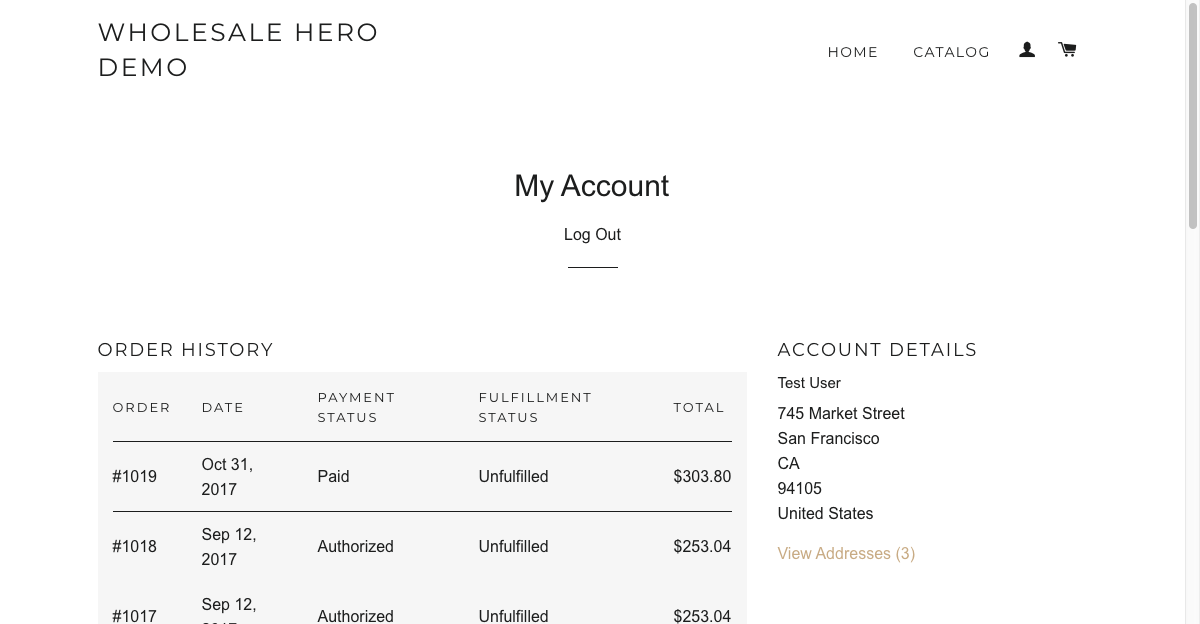 WHOLESALE HERO
DEMO
HOME CATALOG
My Account
Log Out
ORDER HISTORY
ORDER DATE PAYMENT STATUS FULFILLMENT STATUS TOTAL
#1019 Oct 31, 2017 Paid Unfulfilled $303.80
#1018 Sep 12, 2017 Authorized Unfulfilled $253.04
#1017 Sep 12, Authorized Unfulfilled $253.04
ACCOUNT DETAILS
Test User
745 Market Street
San Francisco
CA
94105
United States
View Addresses (3)